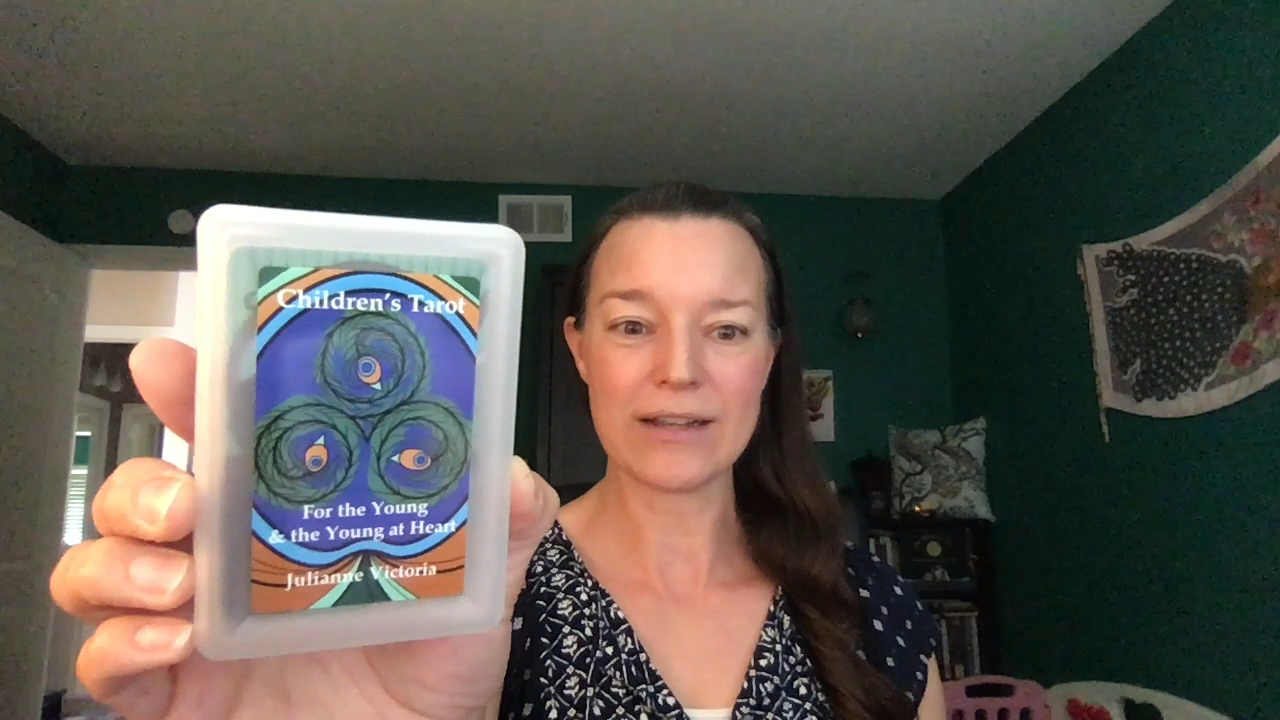 Children's Tarot
For the Young
& the Young at Heart
Julianne Victoria